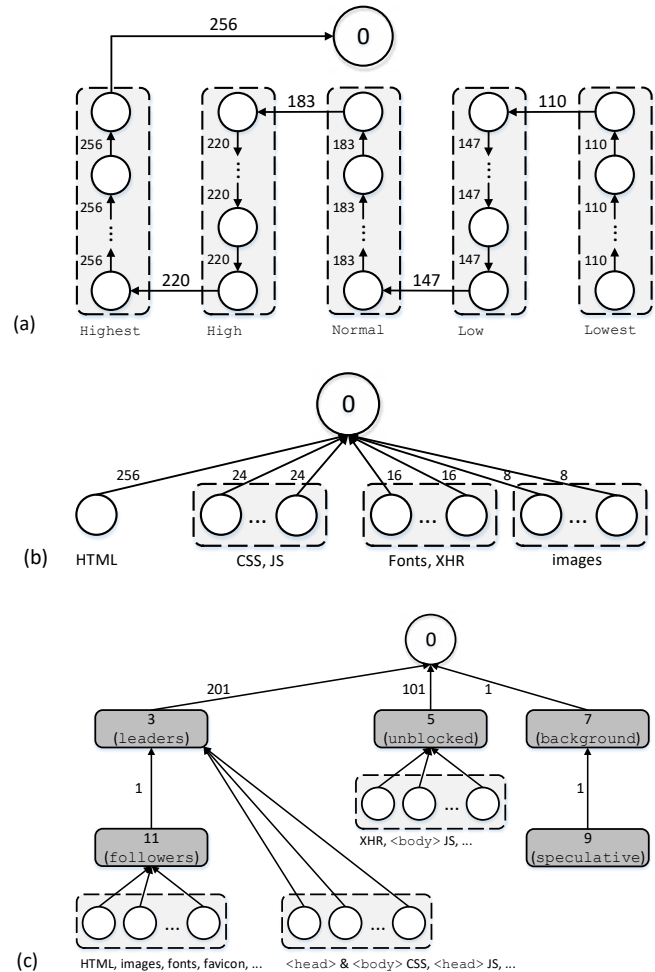 256
0
183
110
256
220
183
147
110
256
220
183
147
110
256
220
183
147
110
220
147
(a)
Highest
High
Normal
Low
Lowest
0
256
24
24
16
16
8
8
...
...
...
(b)
HTML
CSS, JS
Fonts, XHR
images
0
201
101
1
3
(leaders)
5
(unblocked)
7
(background)
1
1
...
XHR, <body> JS, ...
11
(followers)
9
(speculative)
...
...
(c)
HTML, images, fonts, favicon, ...
<head> & <body> CSS, <head> JS, ...